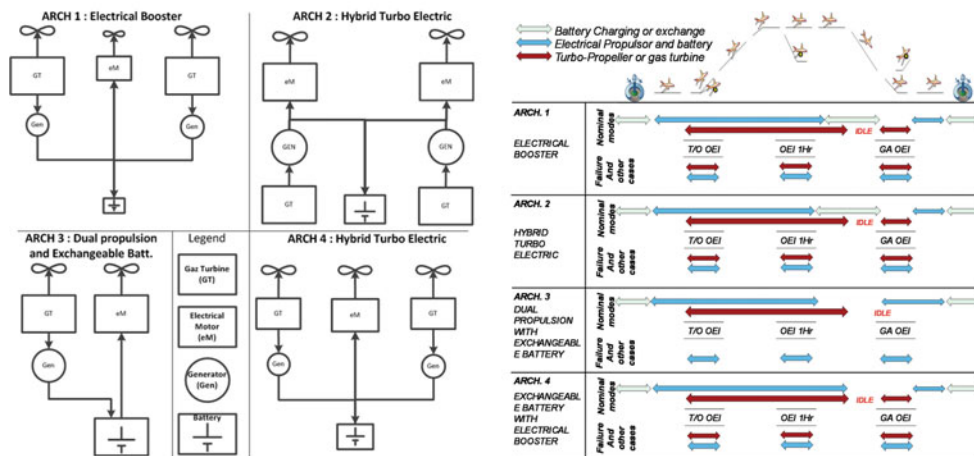 ARCH 1 : Electrical Booster
GT
eM
GT
Gen
Gen
ARCH 2 : Hybrid Turbo Electric
eM
eM
GEN
GEN
GT
GT
ARCH 3 : Dual propulsion
and Exchangeable Batt.
GT
eM
Gen
Legend
Gaz Turbine
(GT)
Electrical
Motor
(eM)
Generator
(Gen)
Battery
ARCH 4 : Hybrid Turbo Electric
GT
eM
GT
Gen
Gen
Battery Charging or exchange
Electrical Propulsor and battery
Turbo-Propeller or gas turbine
ARCH. 1
ELECTRICAL
BOOSTER
Nominal
modes
Failure
And
other
cases
IDLE
T/O OEI
OEI 1Hr
GA OEI
ARCH. 2
HYBRID
TURBO
ELECTRIC
Nominal
modes
Failure
And
other
cases
IDLE
T/O OEI
OEI 1Hr
GA OEI
ARCH. 3
DUAL
PROPULSION
WITH
EXCHANGEABL
E BATTERY
Nominal
modes
Failure
And
other
cases
IDLE
T/O OEI
OEI 1Hr
GA OEI
ARCH. 4
EXCHANGEABL
E BATTERY
WITH
ELECTRICAL
BOOSTER
Nominal
modes
Failure
And
other
cases
IDLE
T/O OEI
OEI 1Hr
GA OEI